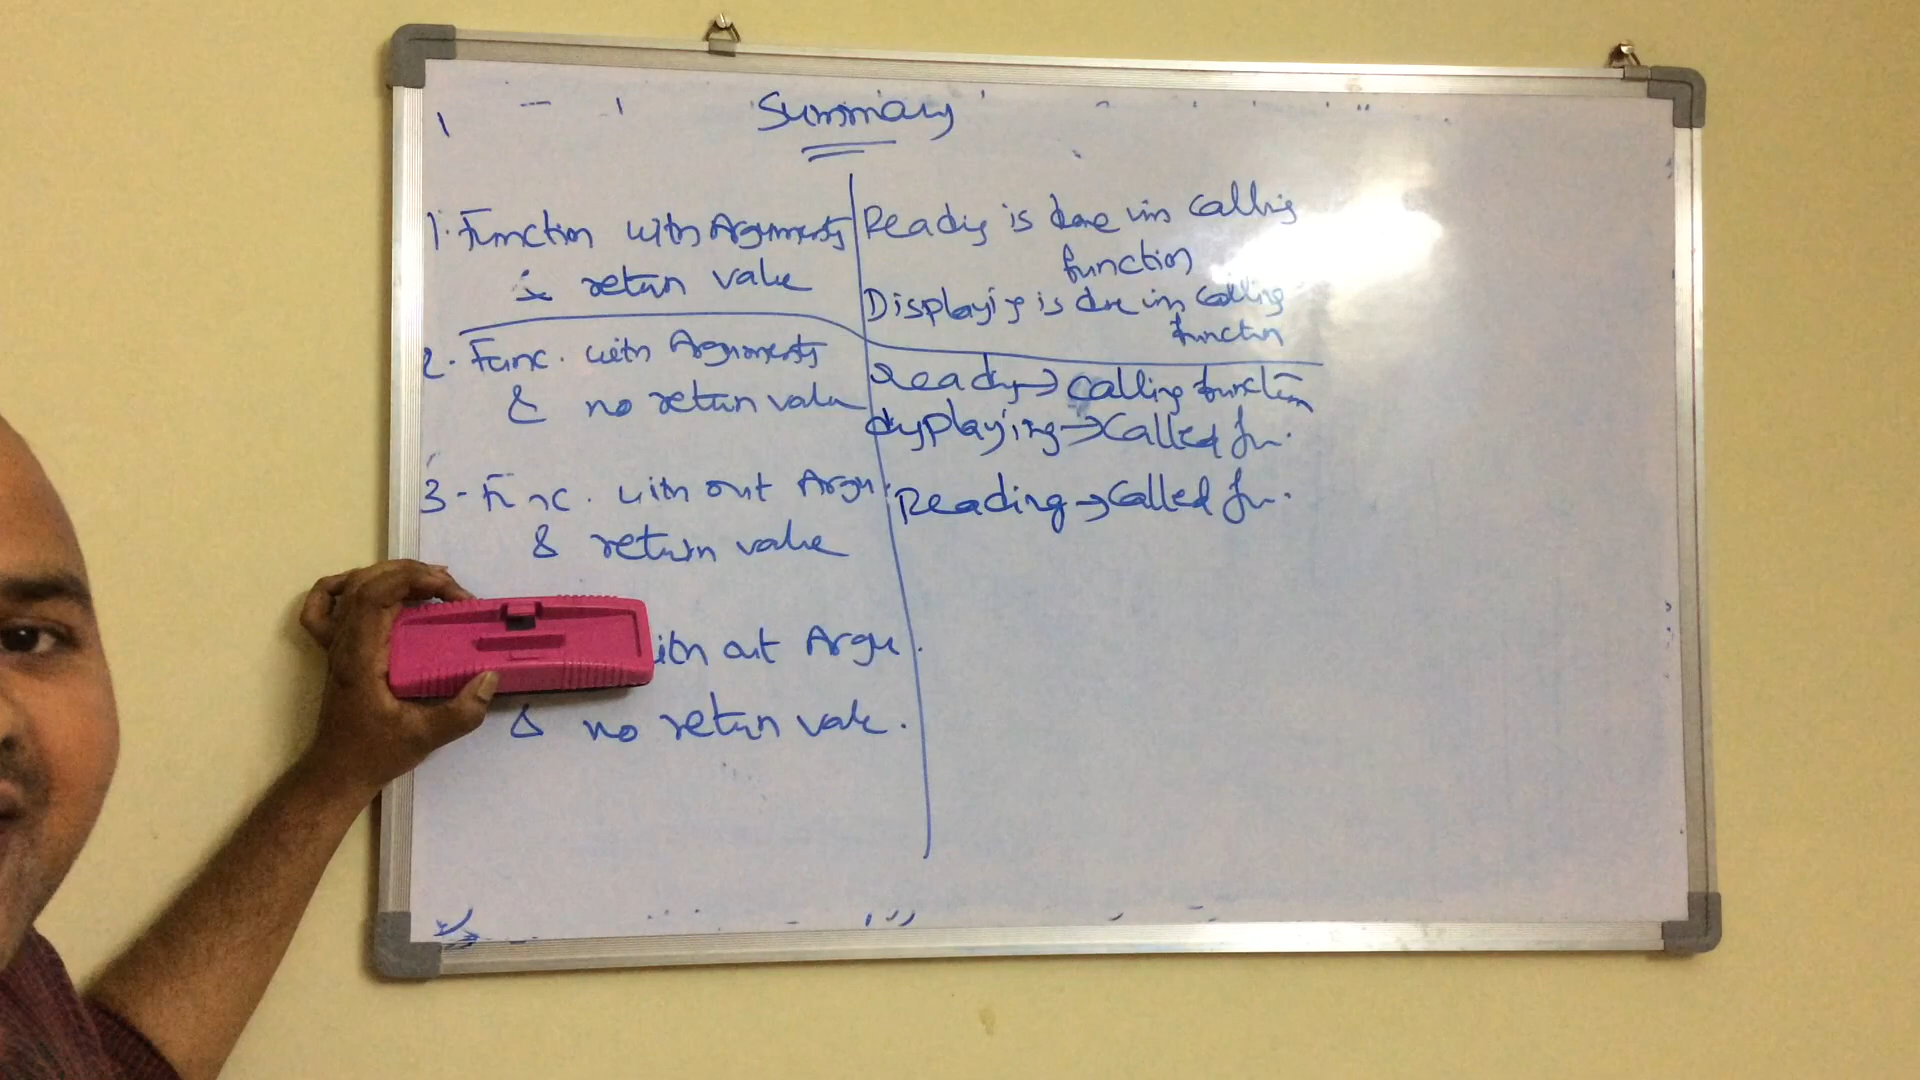 Summary
1. Function with Arguments
& return value
Reading is done in calling
function
Displaying is done in calling
function
2. Func. with Arguments
& no return value
Reading → calling function
displaying → called fn.
3- Func. with out Argu.
& return value
Reading → called fn.
ith out Argu.
& no return value.